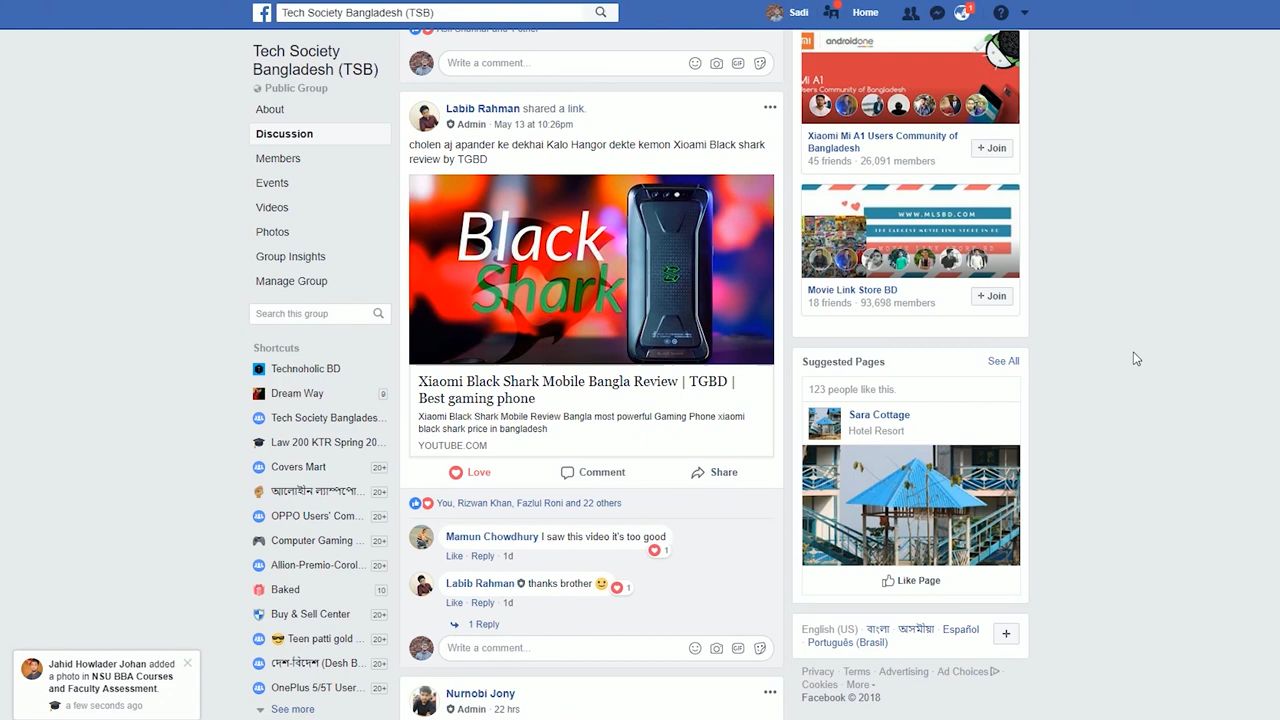 Tech Society Bangladesh (TSB)
Sadi
Home
1
Tech Society
Bangladesh (TSB)
Public Group
About
Discussion
Members
Events
Videos
Photos
Group Insights
Manage Group
Search this group
Shortcuts
Technoholic BD
Dream Way 9
Tech Society Banglades...
Law 200 KTR Spring 20...
Covers Mart 20+
আলোহীন ল্যাম্পপো... 20+
OPPO Users' Com... 20+
Computer Gaming ... 20+
Allion-Premio-Corol... 20+
Baked 10
Buy & Sell Center 20+
Teen patti gold ... 20+
দেশ-বিদেশ (Desh B... 20+
OnePlus 5/5T User... 20+
See more
Jahid Howlader Johan added
a photo in NSU BBA Courses
and Faculty Assessment.
a few seconds ago
Write a comment...
Labib Rahman shared a link.
Admin · May 13 at 10:26pm
cholen aj apander ke dekhai Kalo Hangor dekte kemon Xioami Black shark
review by TGBD
Black
Shark
Xiaomi Black Shark Mobile Bangla Review | TGBD |
Best gaming phone
Xiaomi Black Shark Mobile Review Bangla most powerful Gaming Phone xiaomi
black shark price in bangladesh
YOUTUBE.COM
Love Comment Share
You, Rizwan Khan, Fazlul Roni and 22 others
Mamun Chowdhury I saw this video it's too good
1
Like · Reply · 1d
Labib Rahman thanks brother 1
Like · Reply · 1d
1 Reply
Write a comment...
Nurnobi Jony
Admin · 22 hrs
androidone
Mi A1
Users Community of Bangladesh
Xiaomi Mi A1 Users Community of
Bangladesh
+ Join
45 friends · 26,091 members
WWW.MLSBD.COM
THE LARGEST MOVIE LINK STORE IN BD
Movie Link Store BD
+ Join
18 friends · 93,698 members
Suggested Pages See All
123 people like this.
Sara Cottage
Hotel Resort
Like Page
English (US) · বাংলা · অসমীয়া · Español
· Português (Brasil)
+
Privacy · Terms · Advertising · Ad Choices
Cookies · More
Facebook © 2018